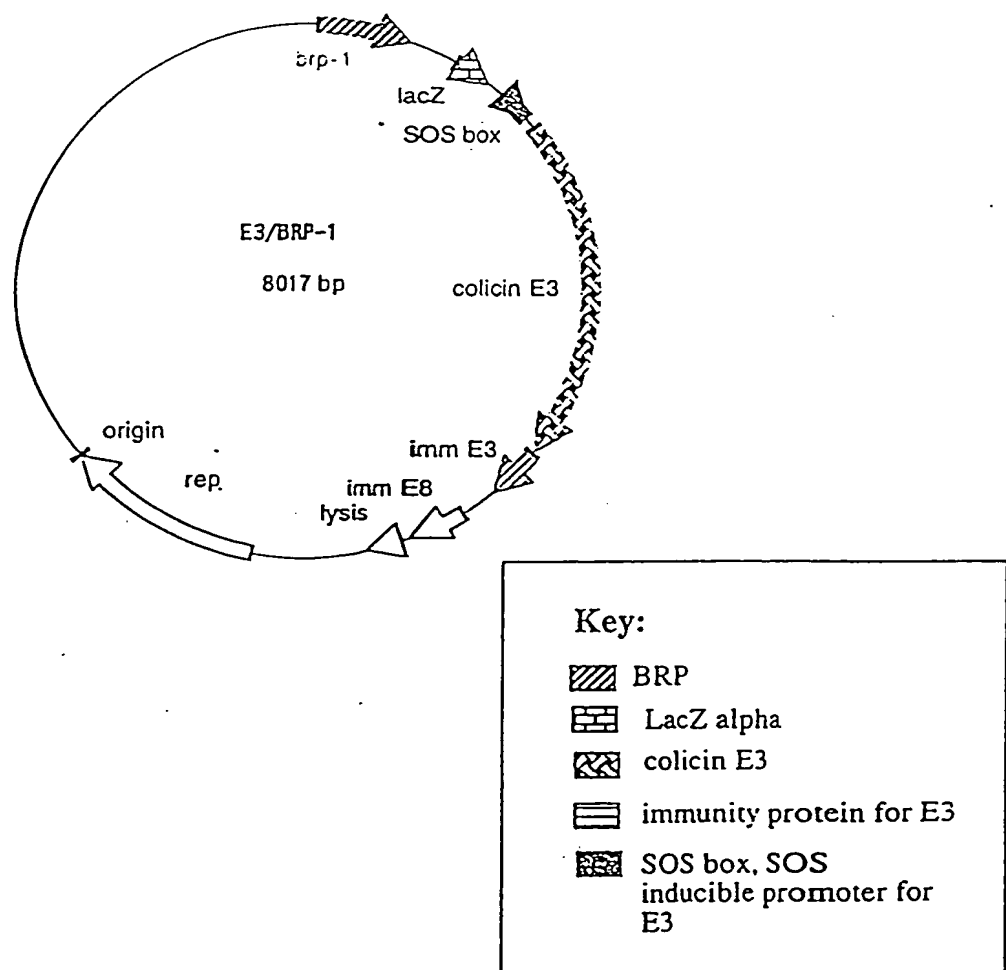 brp-1
lacZ
SOS box
E3/BRP-1
8017 bp
colicin E3
origin
imm E3
rep
imm E8
lysis
Key:
BRP
LacZ alpha
colicin E3
immunity protein for E3
SOS box, SOS
inducible promoter for
E3